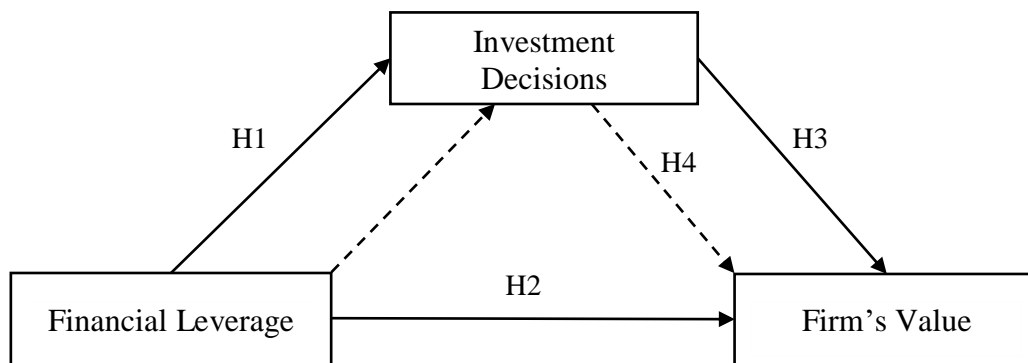 Investment
Decisions
H1
H3
H4
H2
Financial Leverage
Firm’s Value